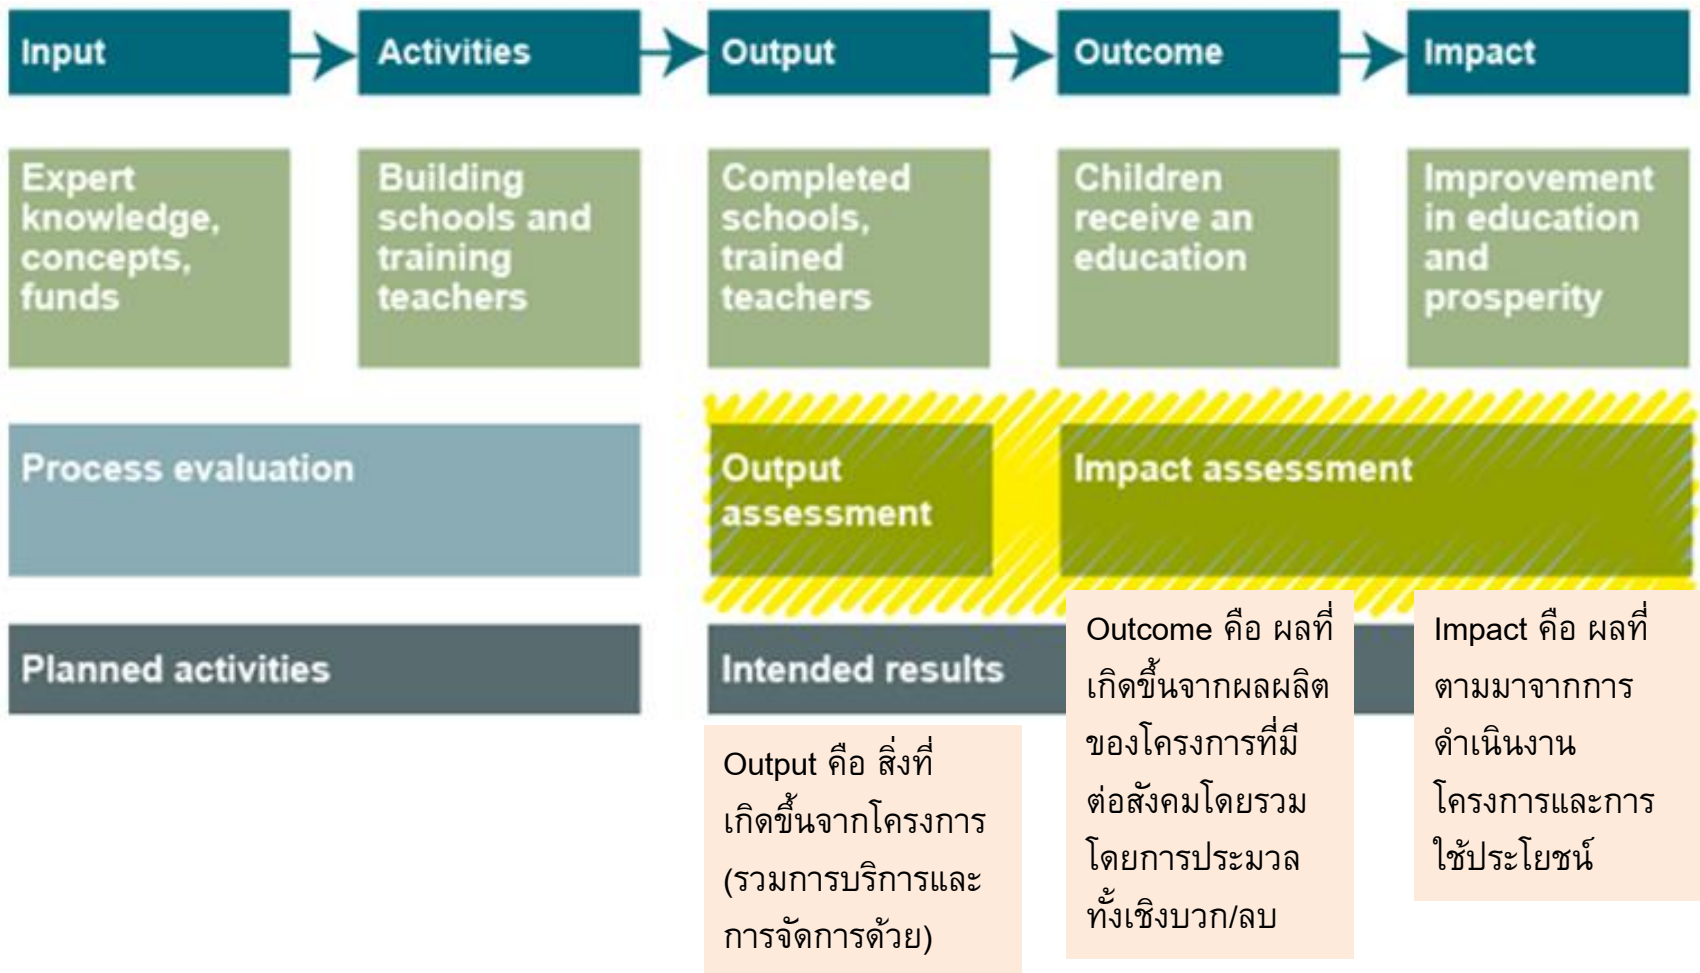 Input
Activities
Output
Outcome
Impact
Expert
knowledge,
concepts,
funds
Building
schools and
training
teachers
Completed
schools,
trained
teachers
Children
receive an
education
Improvement
in education
and
prosperity
Process evaluation
Output
assessment
Impact assessment
Planned activities
Intended results
Output คือ สิ่งที่
เกิดขึ้นจากโครงการ
(รวมการบริการและ
การจัดการด้วย)
Outcome คือ ผลที่
เกิดขึ้นจากผลผลิต
ของโครงการที่มี
ต่อสังคมโดยรวม
โดยการประมวล
ทั้งเชิงบวก/ลบ
Impact คือ ผลที่
ตามมาจากการ
ดำเนินงาน
โครงการและการ
ใช้ประโยชน์